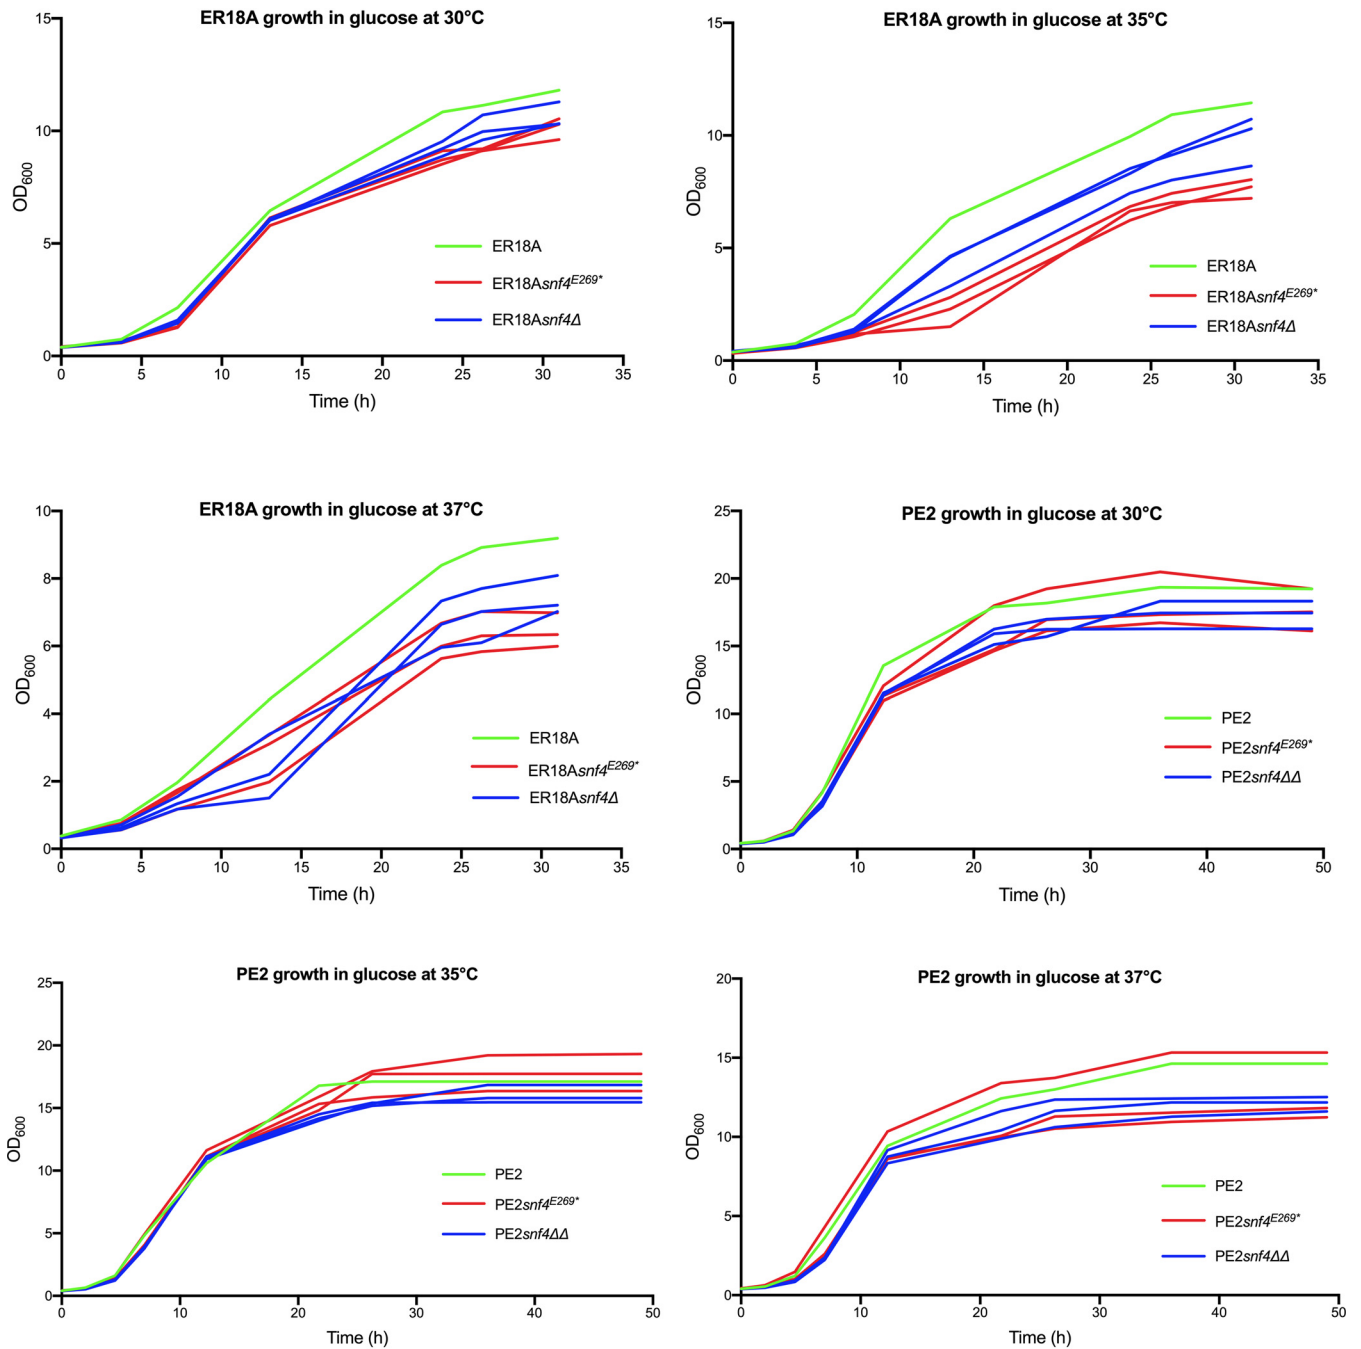 ER18A growth in glucose at 30°C
15
10
5
0
OD600
0 5 10 15 20 25 30 35
Time (h)
ER18A
ER18Asnf4E269*
ER18Asnf4Δ
ER18A growth in glucose at 35°C
15
10
5
0
OD600
0 5 10 15 20 25 30 35
Time (h)
ER18A
ER18Asnf4E269*
ER18Asnf4Δ
ER18A growth in glucose at 37°C
10
8
6
4
2
0
OD600
0 5 10 15 20 25 30 35
Time (h)
ER18A
ER18Asnf4E269*
ER18Asnf4Δ
PE2 growth in glucose at 30°C
25
20
15
10
5
0
OD600
0 10 20 30 40 50
Time (h)
PE2
PE2snf4E269*
PE2snf4ΔΔ
PE2 growth in glucose at 35°C
25
20
15
10
5
0
OD600
0 10 20 30 40 50
Time (h)
PE2
PE2snf4E269*
PE2snf4ΔΔ
PE2 growth in glucose at 37°C
20
15
10
5
0
OD600
0 10 20 30 40 50
Time (h)
PE2
PE2snf4E269*
PE2snf4ΔΔ